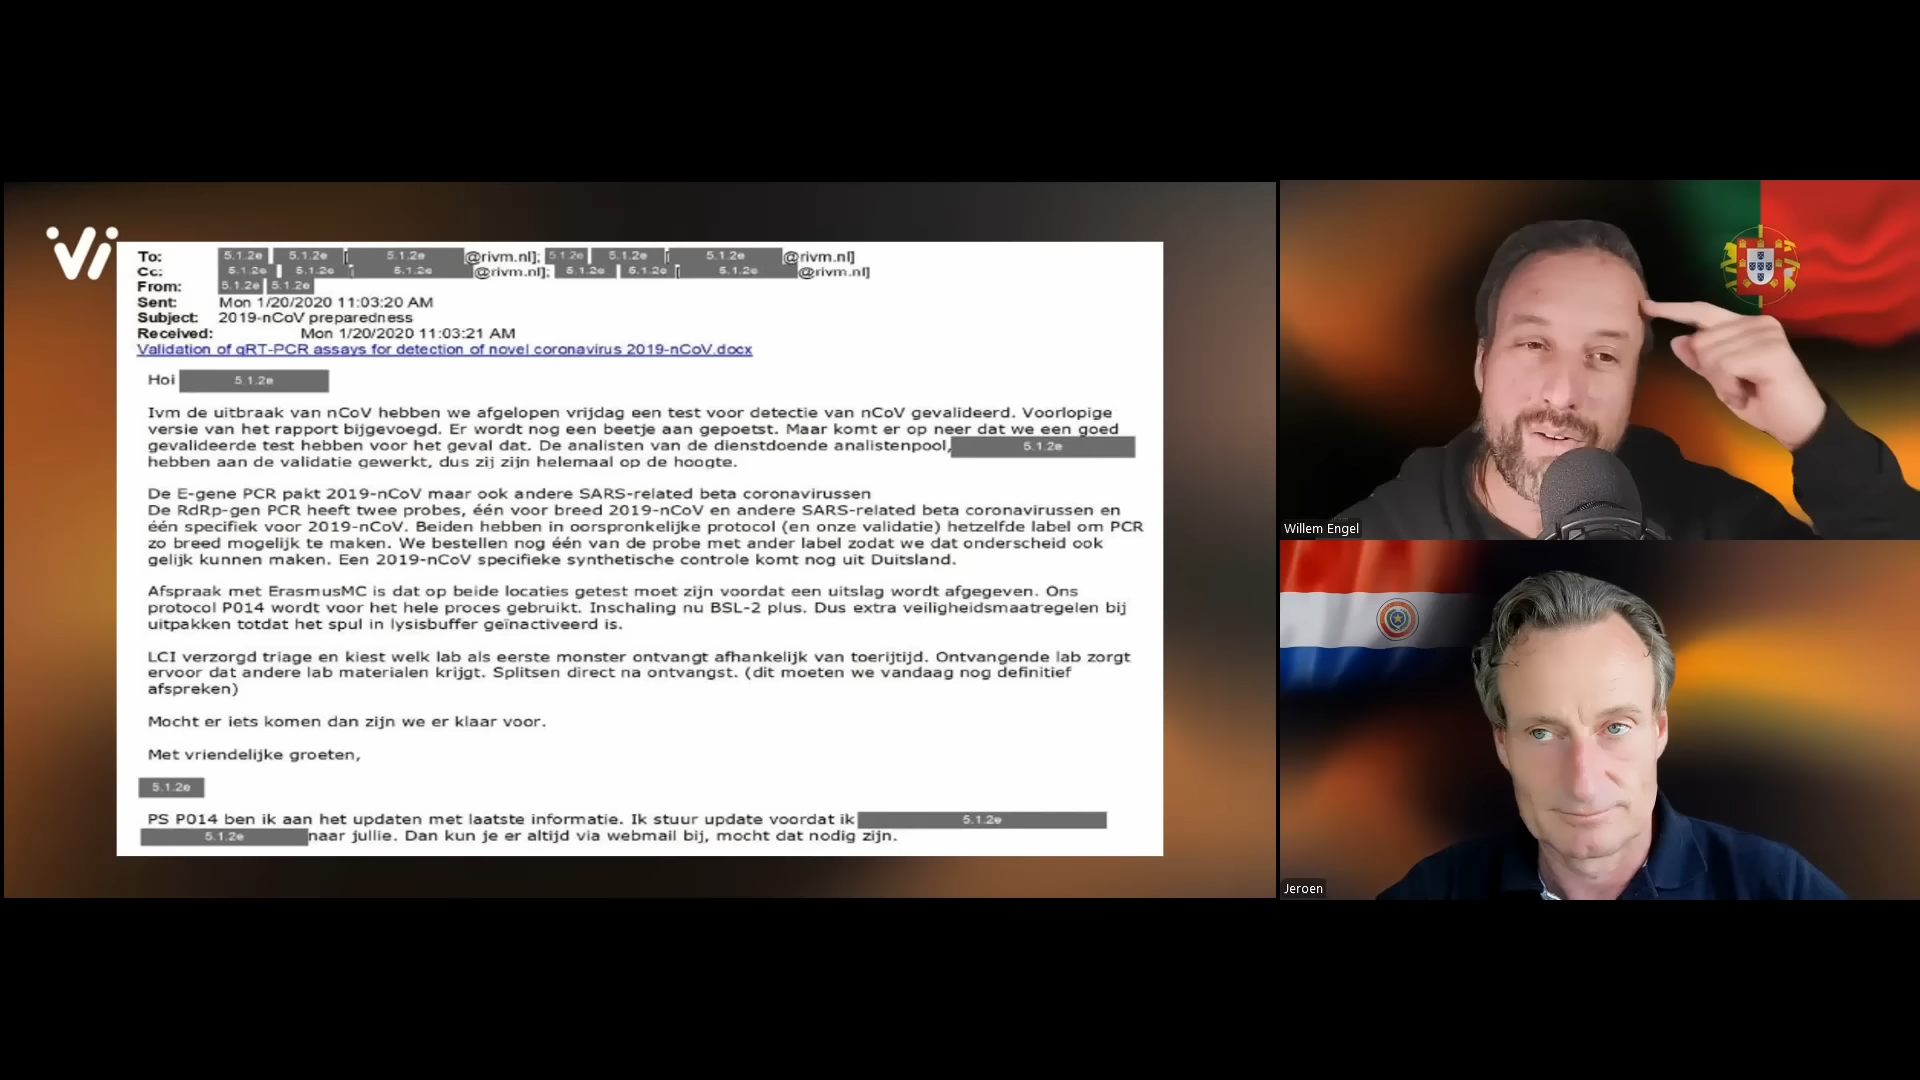 Vi
To: 5.1.2e 5.1.2e [ 5.1.2e @rivm.nl]; 5.1.2e 5.1.2e [ 5.1.2e @rivm.nl]
Cc: 5.1.2e 5.1.2e [ 5.1.2e @rivm.nl]; 5.1.2e 5.1.2e [ 5.1.2e @rivm.nl]
From: 5.1.2e 5.1.2e
Sent: Mon 1/20/2020 11:03:20 AM
Subject: 2019-nCoV preparedness
Received: Mon 1/20/2020 11:03:21 AM
Validation of qRT-PCR assays for detection of novel coronavirus 2019-nCoV.docx
Hoi 5.1.2e
Ivm de uitbraak van nCoV hebben we afgelopen vrijdag een test voor detectie van nCoV gevalideerd. Voorlopige
versie van het rapport bijgevoegd. Er wordt nog een beetje aan gepoetst. Maar komt er op neer dat we een goed
gevalideerde test hebben voor het geval dat. De analisten van de dienstdoende analistenpool, 5.1.2e
hebben aan de validatie gewerkt, dus zij zijn helemaal op de hoogte.
De E-gene PCR pakt 2019-nCoV maar ook andere SARS-related beta coronavirussen
De RdRp-gen PCR heeft twee probes, één voor breed 2019-nCoV en andere SARS-related beta coronavirussen en
één specifiek voor 2019-nCoV. Beiden hebben in oorspronkelijke protocol (en onze validatie) hetzelfde label om PCR
zo breed mogelijk te maken. We bestellen nog één van de probe met ander label zodat we dat onderscheid ook
gelijk kunnen maken. Een 2019-nCoV specifieke synthetische controle komt nog uit Duitsland.
Afspraak met ErasmusMC is dat op beide locaties getest moet zijn voordat een uitslag wordt afgegeven. Ons
protocol P014 wordt voor het hele proces gebruikt. Inschaling nu BSL-2 plus. Dus extra veiligheidsmaatregelen bij
uitpakken totdat het spul in lysisbuffer geïnactiveerd is.
LCI verzorgd triage en kiest welk lab als eerste monster ontvangt afhankelijk van toerijtijd. Ontvangende lab zorgt
ervoor dat andere lab materialen krijgt. Splitsen direct na ontvangst. (dit moeten we vandaag nog definitief
afspreken)
Mocht er iets komen dan zijn we er klaar voor.
Met vriendelijke groeten,
5.1.2e
PS P014 ben ik aan het updaten met laatste informatie. Ik stuur update voordat ik 5.1.2e
5.1.2e naar jullie. Dan kun je er altijd via webmail bij, mocht dat nodig zijn.
Willem Engel
Jeroen